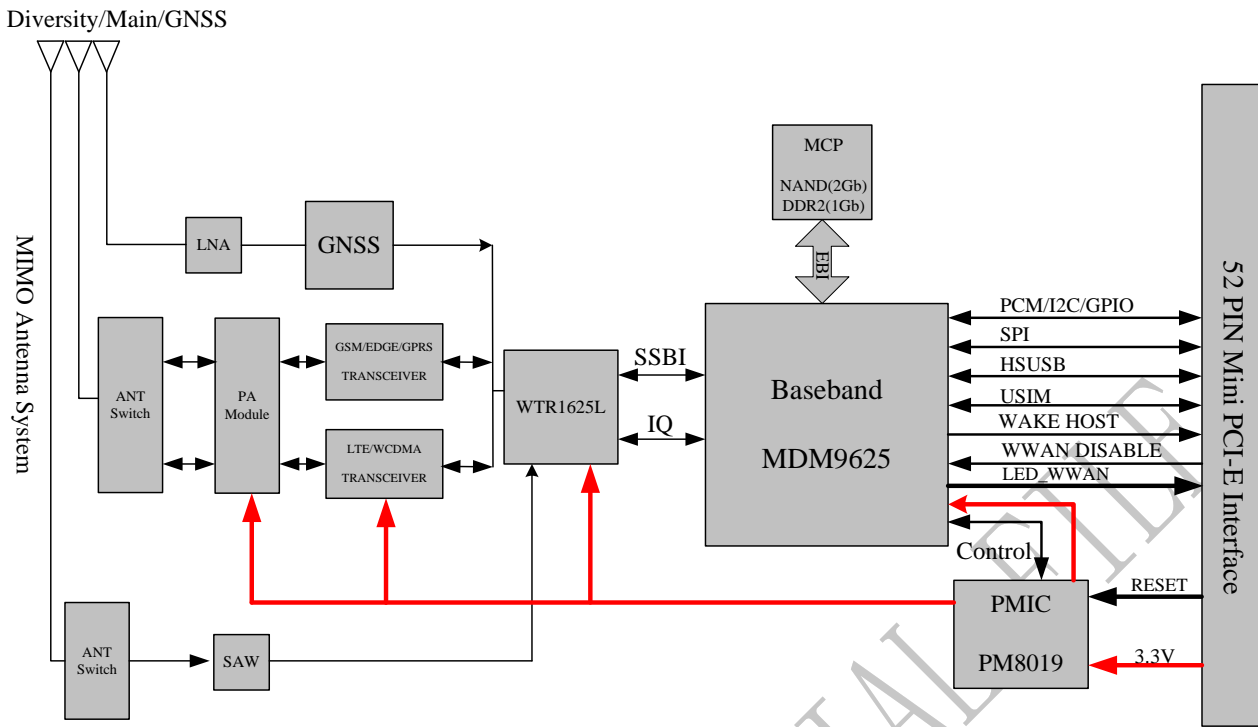 Diversity/Main/GNSS
MIMO Antenna System
MCP
NAND(2Gb)
DDR2(1Gb)
EBI
LNA
GNSS
ANT
Switch
PA
Module
GSM/EDGE/GPRS
TRANSCEIVER
LTE/WCDMA
TRANSCEIVER
WTR1625L
SSBI
IQ
Baseband
MDM9625
PCM/I2C/GPIO
SPI
HSUSB
USIM
WAKE HOST
WWAN DISABLE
LED_WWAN
52 PIN Mini PCI-E Interface
Control
PMIC
PM8019
RESET
3.3V
ANT
Switch
SAW